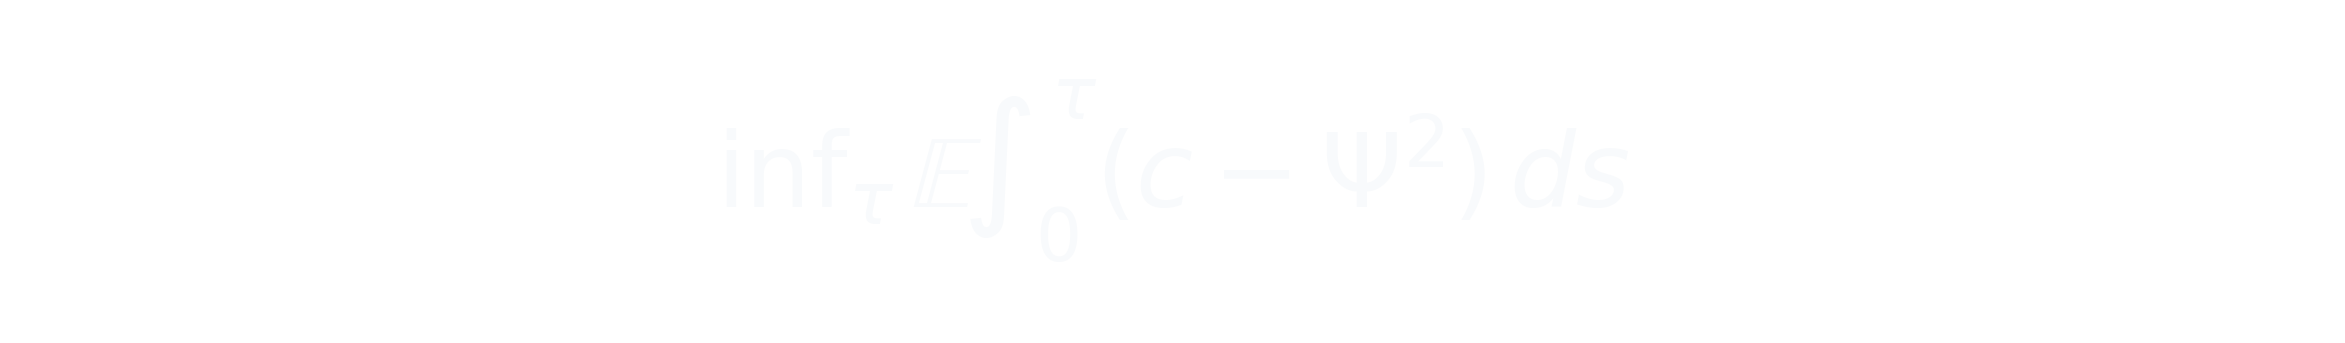 inf_τ 𝔼∫_0^τ (c − Ψ²) ds